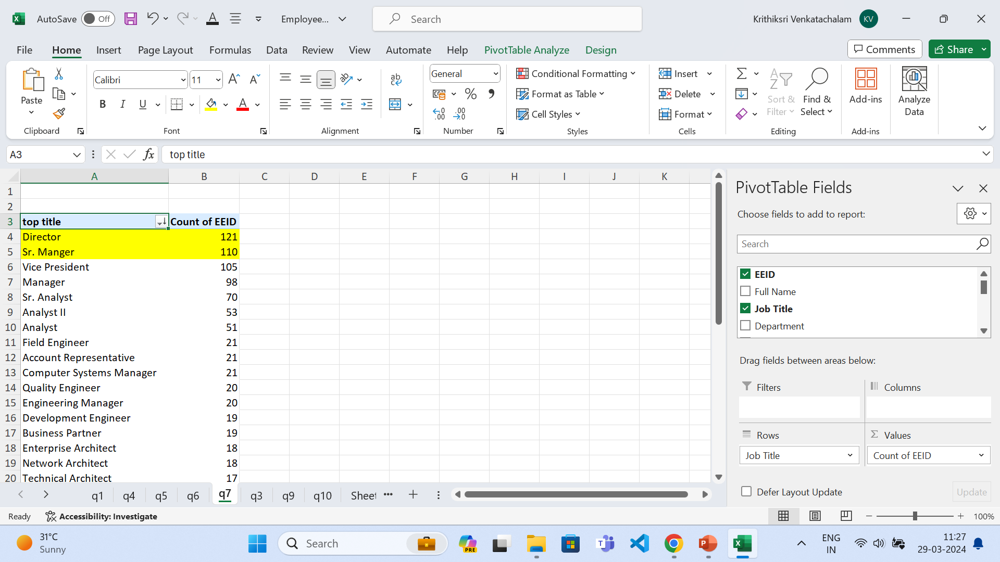 AutoSave Off Employee... Search Krithiksri Venkatachalam KV
File Home Insert Page Layout Formulas Data Review View Automate Help PivotTable Analyze Design Comments Share
Paste
Clipboard
Calibri 11
B I U A
Font
ab
Alignment
General
% 9
Number
Conditional Formatting
Format as Table
Cell Styles
Styles
Insert
Delete
Format
Cells
Sort &
Filter
Find &
Select
Editing
Add-ins
Add-ins
Analyze
Data
A3 fx top title
A B C D E F G H I J K
1
2
3 top title Count of EEID
4 Director 121
5 Sr. Manger 110
6 Vice President 105
7 Manager 98
8 Sr. Analyst 70
9 Analyst II 53
10 Analyst 51
11 Field Engineer 21
12 Account Representative 21
13 Computer Systems Manager 21
14 Quality Engineer 20
15 Engineering Manager 20
16 Development Engineer 19
17 Business Partner 19
18 Enterprise Architect 18
19 Network Architect 18
20 Technical Architect 17
PivotTable Fields
Choose fields to add to report:
Search
EEID
Full Name
Job Title
Department
Drag fields between areas below:
Filters Columns
Rows Σ Values
Job Title Count of EEID
Defer Layout Update Update
q1 q4 q5 q6 q7 q3 q9 q10 Sheet ...
Ready Accessibility: Investigate 100%
31°C
Sunny
Search
PRE
ENG
IN
11:27
29-03-2024